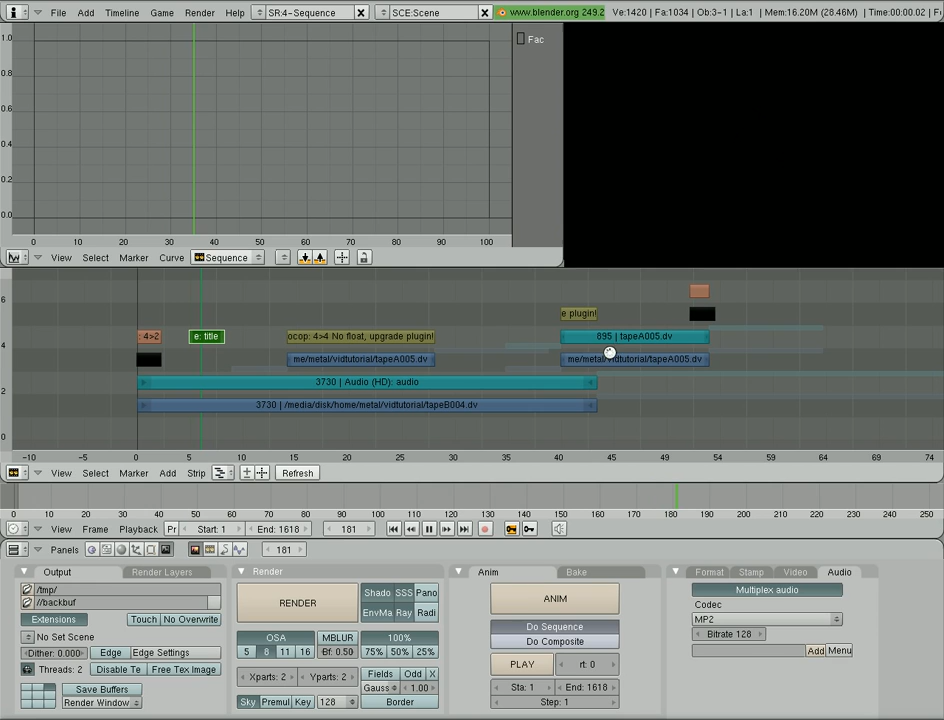 File Add Timeline Game Render Help SR:4-Sequence SCE:Scene www.blender.org 249.2 Ve:1420 | Fa:1034 | Ob:3-1 | La:1 | Mem:16.20M (28.46M) | Time:00:00.02 |
1.0
0.8
0.6
0.4
0.2
0.0
Fac
0 10 20 30 40 50 60 70 80 90 100
View Select Marker Curve Sequence
6
e plugin!
: 4>2 e: title ocop: 4>4 No float, upgrade plugin! 895 | tapeA005.dv
4
me/metal/vidtutorial/tapeA005.dv me/metal/vidtutorial/tapeA005.dv
3730 | Audio (HD): audio
2
3730 | /media/disk/home/metal/vidtutorial/tapeB004.dv
0
-10 -5 0 5 10 15 20 25 30 35 40 45 49 50 54 59 64 69 74
View Select Marker Add Strip Refresh
0 10 20 30 40 50 60 70 80 90 100 110 120 130 140 150 160 170 180 190 200 210 220 230 240 250
View Frame Playback Pr Start: 1 End: 1618 181
Panels 181
Output Render Layers Render Anim Bake Format Stamp Video Audio
/tmp/
//backbuf
Extensions Touch No Overwrite
No Set Scene
Dither: 0.000 Edge Edge Settings
Threads: 2 Disable Te Free Tex Image
Save Buffers
Render Window
RENDER
Shado SSS Pano
EnvMa Ray Radi
OSA MBLUR 100%
5 8 11 16 Bf: 0.50 75% 50% 25%
Xparts: 2 Yparts: 2 Fields Odd X
Gauss 1.00
Sky Premul Key 128 Border
ANIM
Do Sequence
Do Composite
PLAY rt: 0
Sta: 1 End: 1618
Step: 1
Multiplex audio
Codec
MP2
Bitrate 128
Add Menu